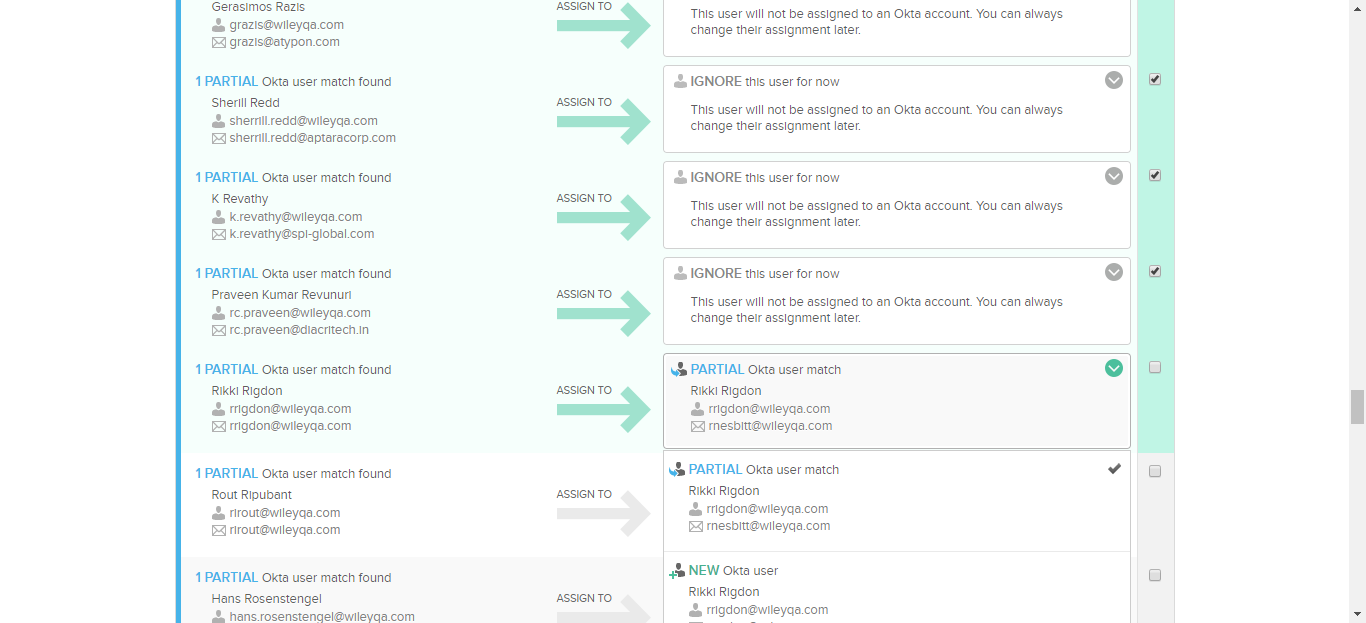 Gerasimos Razis
grazis@wileyqa.com
grazis@atypon.com
ASSIGN TO
This user will not be assigned to an Okta account. You can always
change their assignment later.
1 PARTIAL Okta user match found
Sherill Redd
sherrill.redd@wileyqa.com
sherrill.redd@aptaracorp.com
ASSIGN TO
IGNORE this user for now
This user will not be assigned to an Okta account. You can always
change their assignment later.
1 PARTIAL Okta user match found
K Revathy
k.revathy@wileyqa.com
k.revathy@spi-global.com
ASSIGN TO
IGNORE this user for now
This user will not be assigned to an Okta account. You can always
change their assignment later.
1 PARTIAL Okta user match found
Praveen Kumar Revunuri
rc.praveen@wileyqa.com
rc.praveen@diacritech.in
ASSIGN TO
IGNORE this user for now
This user will not be assigned to an Okta account. You can always
change their assignment later.
1 PARTIAL Okta user match found
Rikki Rigdon
rrigdon@wileyqa.com
rrigdon@wileyqa.com
ASSIGN TO
PARTIAL Okta user match
Rikki Rigdon
rrigdon@wileyqa.com
rnesbitt@wileyqa.com
1 PARTIAL Okta user match found
Rout Ripubant
rirout@wileyqa.com
rirout@wileyqa.com
ASSIGN TO
PARTIAL Okta user match
Rikki Rigdon
rrigdon@wileyqa.com
rnesbitt@wileyqa.com
1 PARTIAL Okta user match found
Hans Rosenstengel
hans.rosenstengel@wileyqa.com
ASSIGN TO
NEW Okta user
Rikki Rigdon
rrigdon@wileyqa.com